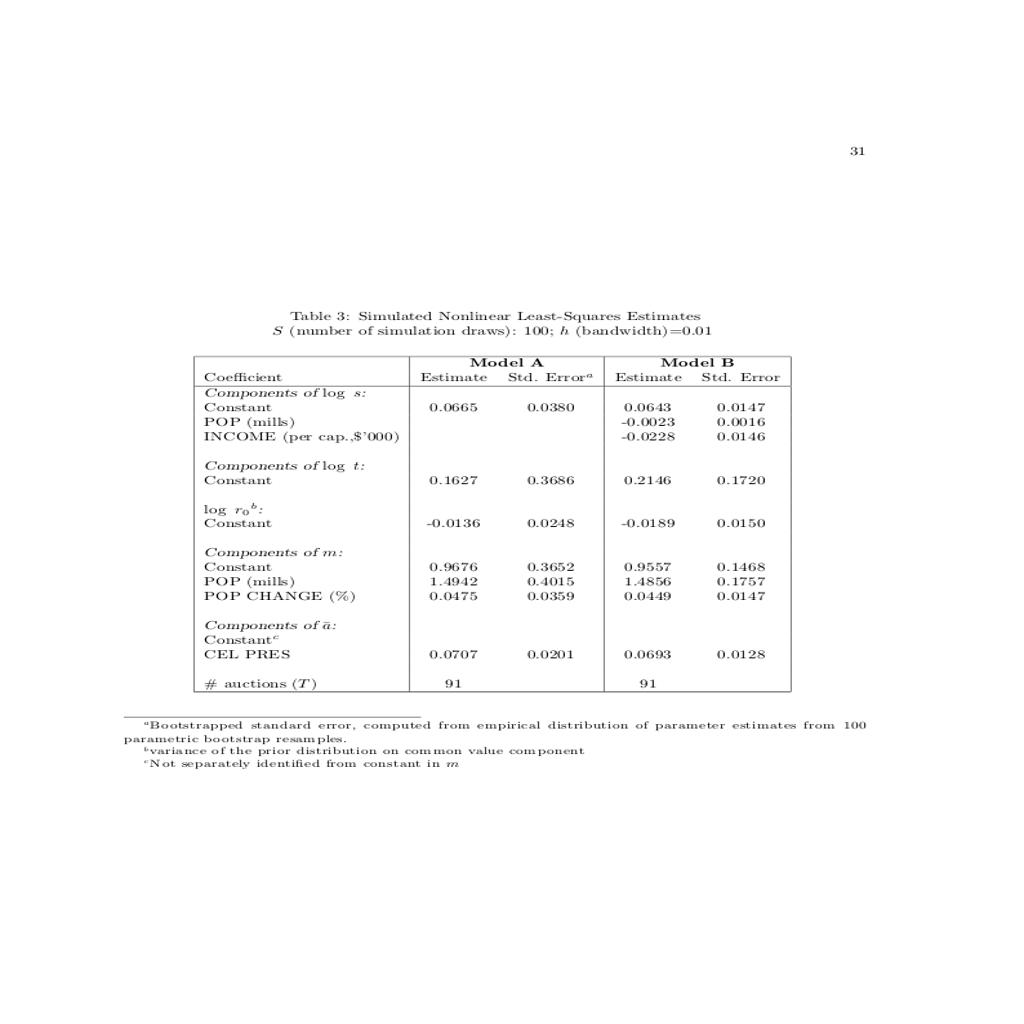 31
Table 3: Simulated Nonlinear Least-Squares Estimates
S (number of simulation draws): 100; h (bandwidth)=0.01
Model A Model B
Coefficient Estimate Std. Errorᵃ Estimate Std. Error
Components of log s:
Constant 0.0665 0.0380 0.0643 0.0147
POP (mills) -0.0023 0.0016
INCOME (per cap.,$'000) -0.0228 0.0146
Components of log t:
Constant 0.1627 0.3686 0.2146 0.1720
log r₀ᵇ:
Constant -0.0136 0.0248 -0.0189 0.0150
Components of m:
Constant 0.9676 0.3652 0.9557 0.1468
POP (mills) 1.4942 0.4015 1.4856 0.1757
POP CHANGE (%) 0.0475 0.0359 0.0449 0.0147
Components of ā:
Constantᶜ
CEL PRES 0.0707 0.0201 0.0693 0.0128
# auctions (T) 91 91
ᵃBootstrapped standard error, computed from empirical distribution of parameter estimates from 100
parametric bootstrap resamples.
ᵇvariance of the prior distribution on common value component
ᶜNot separately identified from constant in m